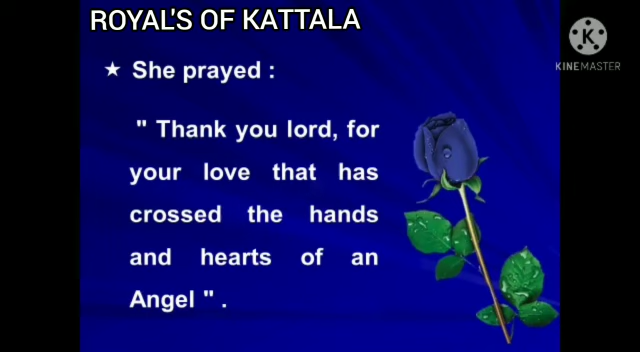 ROYAL'S OF KATTALA
K
KINEMASTER
★ She prayed :
" Thank you lord, for
your love that has
crossed the hands
and hearts of an
Angel " .